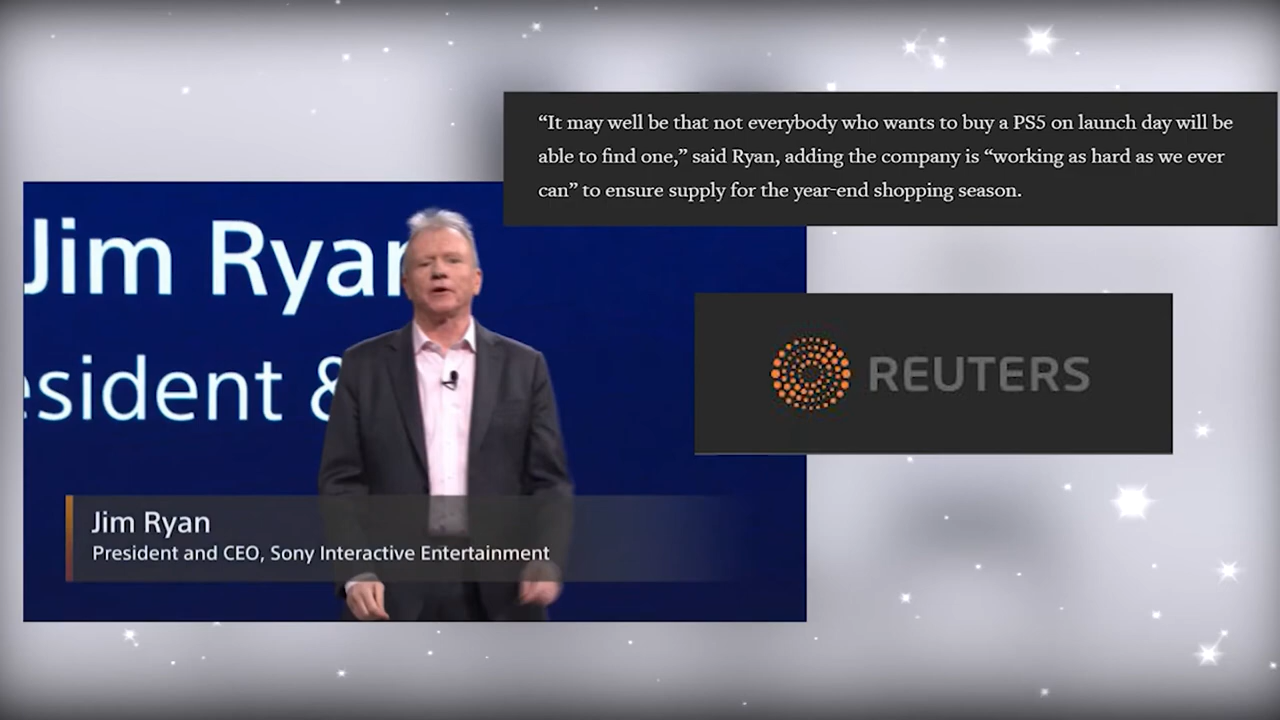 “It may well be that not everybody who wants to buy a PS5 on launch day will be
able to find one,” said Ryan, adding the company is “working as hard as we ever
can” to ensure supply for the year-end shopping season.
Jim Ryan
esident &
REUTERS
Jim Ryan
President and CEO, Sony Interactive Entertainment